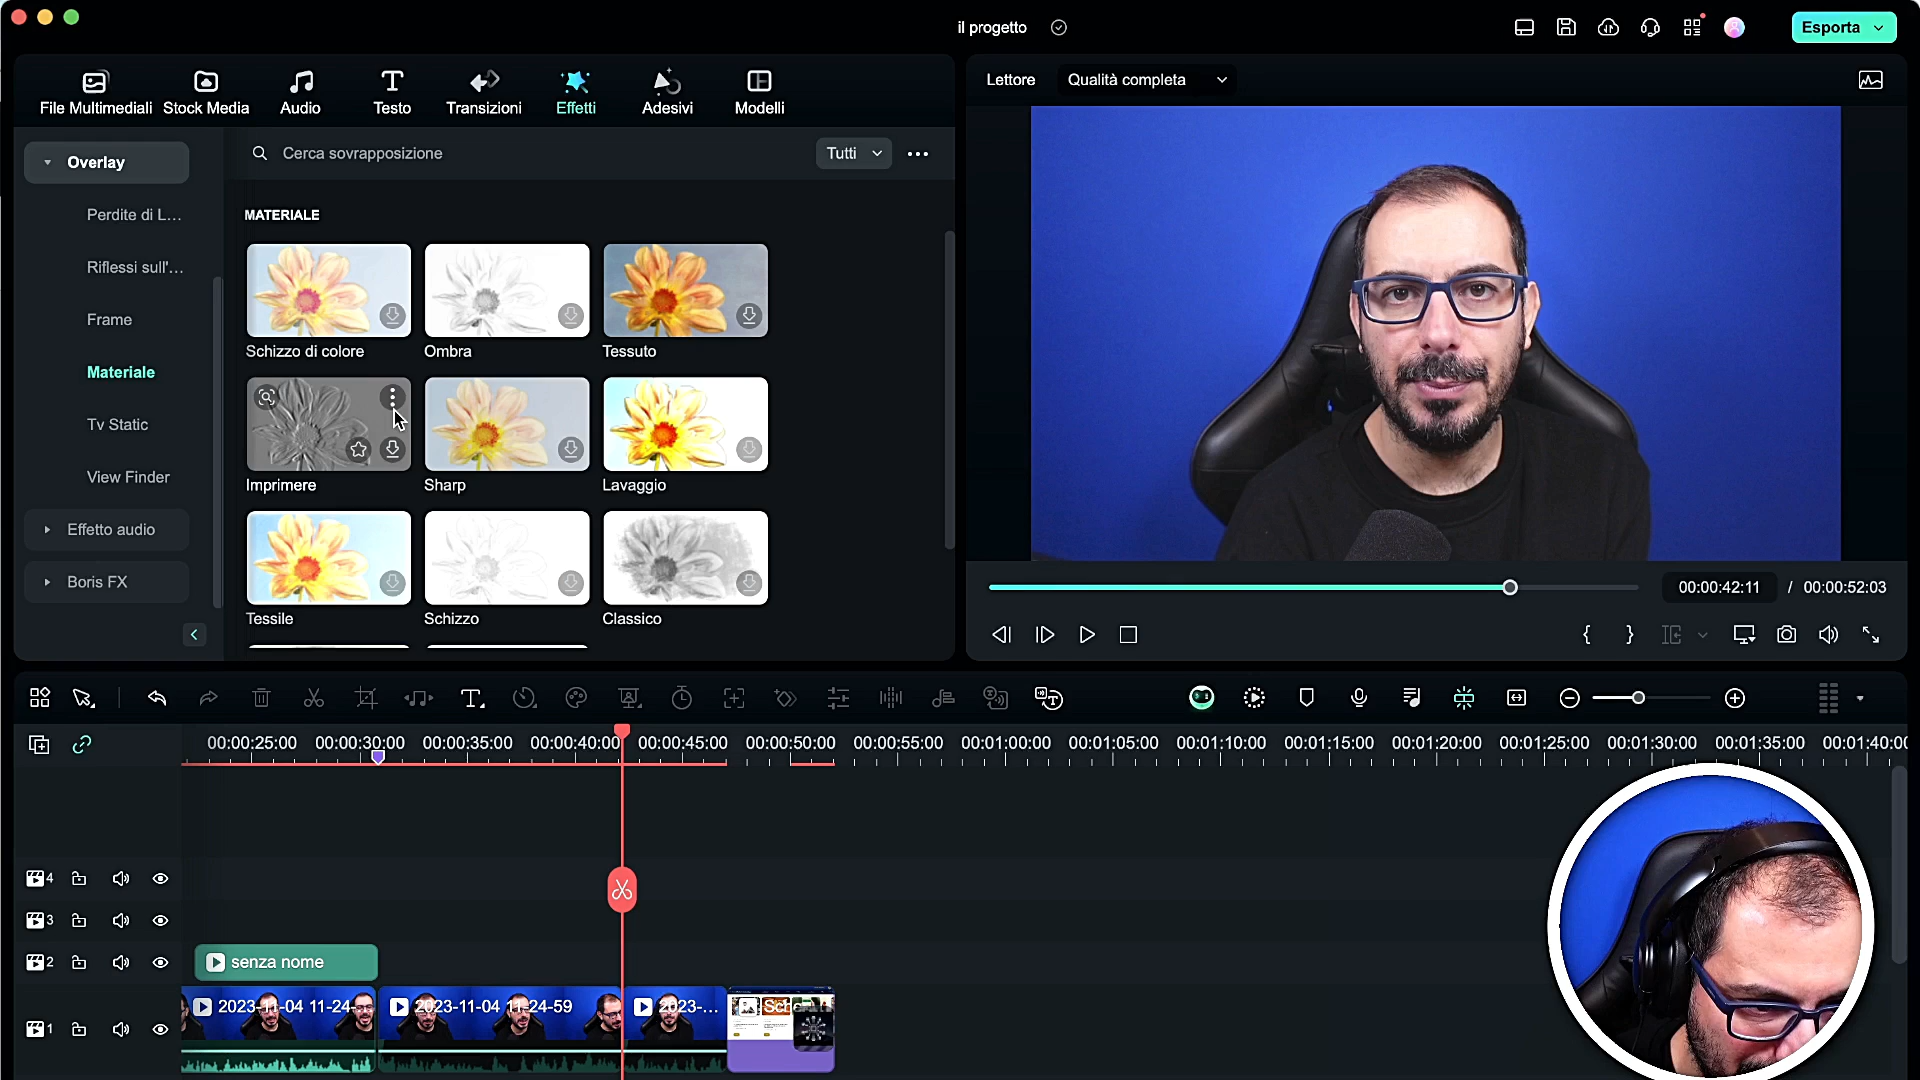 il progetto
Esporta
File Multimediali
Stock Media
Audio
Testo
Transizioni
Effetti
Adesivi
Modelli
Lettore
Qualità completa
Overlay
Cerca sovrapposizione
Tutti
Perdite di L...
Riflessi sull'...
Frame
Materiale
Tv Static
View Finder
Effetto audio
Boris FX
MATERIALE
Schizzo di colore
Ombra
Tessuto
Imprimere
Sharp
Lavaggio
Tessile
Schizzo
Classico
00:00:42:11 / 00:00:52:03
00:00:25:00
00:00:30:00
00:00:35:00
00:00:40:00
00:00:45:00
00:00:50:00
00:00:55:00
00:01:00:00
00:01:05:00
00:01:10:00
00:01:15:00
00:01:20:00
00:01:25:00
00:01:30:00
00:01:35:00
00:01:40:00
4
3
2
senza nome
1
2023-11-04 11-24-
2023-11-04 11-24-59
2023-...